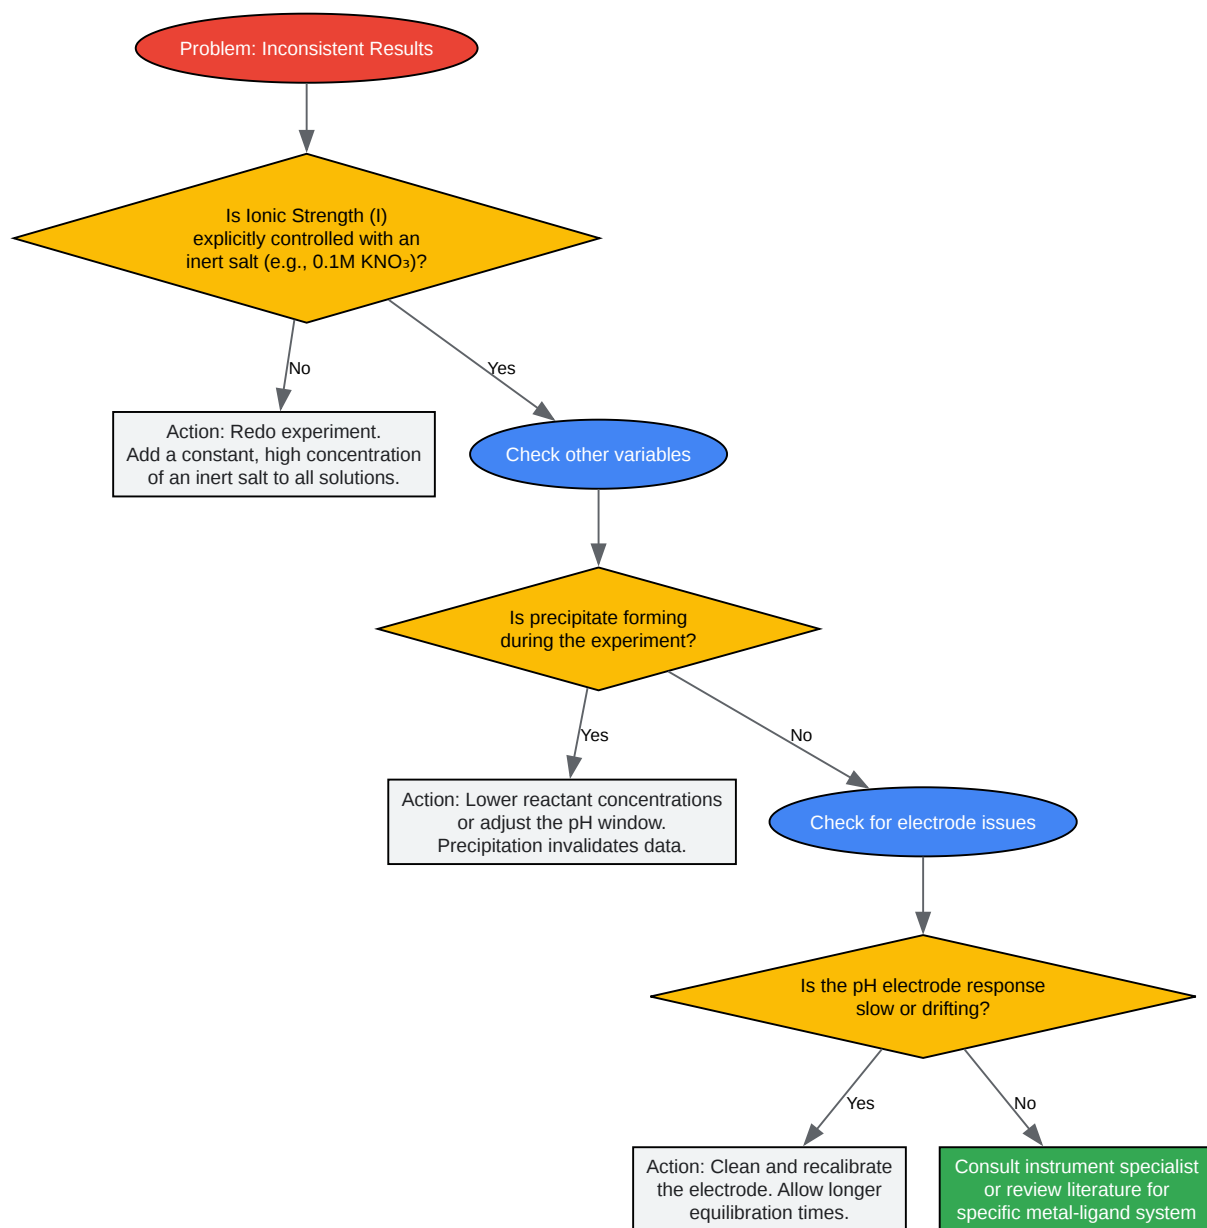 Problem: Inconsistent Results
Is Ionic Strength (I)
explicitly controlled with an
inert salt (e.g., 0.1M KNO₃)?
No
Yes
Action: Redo experiment.
Add a constant, high concentration
of an inert salt to all solutions.
Check other variables
Is precipitate forming
during the experiment?
Yes
No
Action: Lower reactant concentrations
or adjust the pH window.
Precipitation invalidates data.
Check for electrode issues
Is the pH electrode response
slow or drifting?
Yes
No
Action: Clean and recalibrate
the electrode. Allow longer
equilibration times.
Consult instrument specialist
or review literature for
specific metal-ligand system